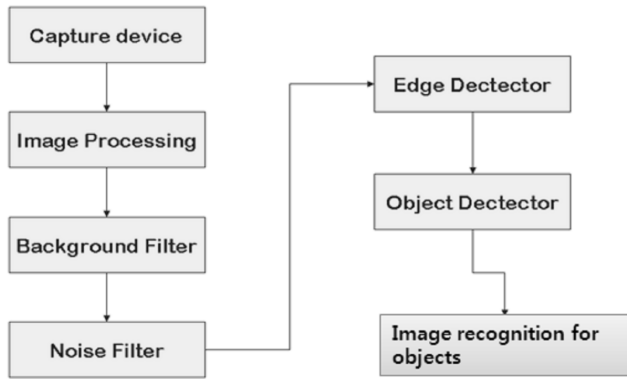 Capture device
Image Processing
Background Filter
Noise Filter
Edge Dectector
Object Dectector
Image recognition for
objects